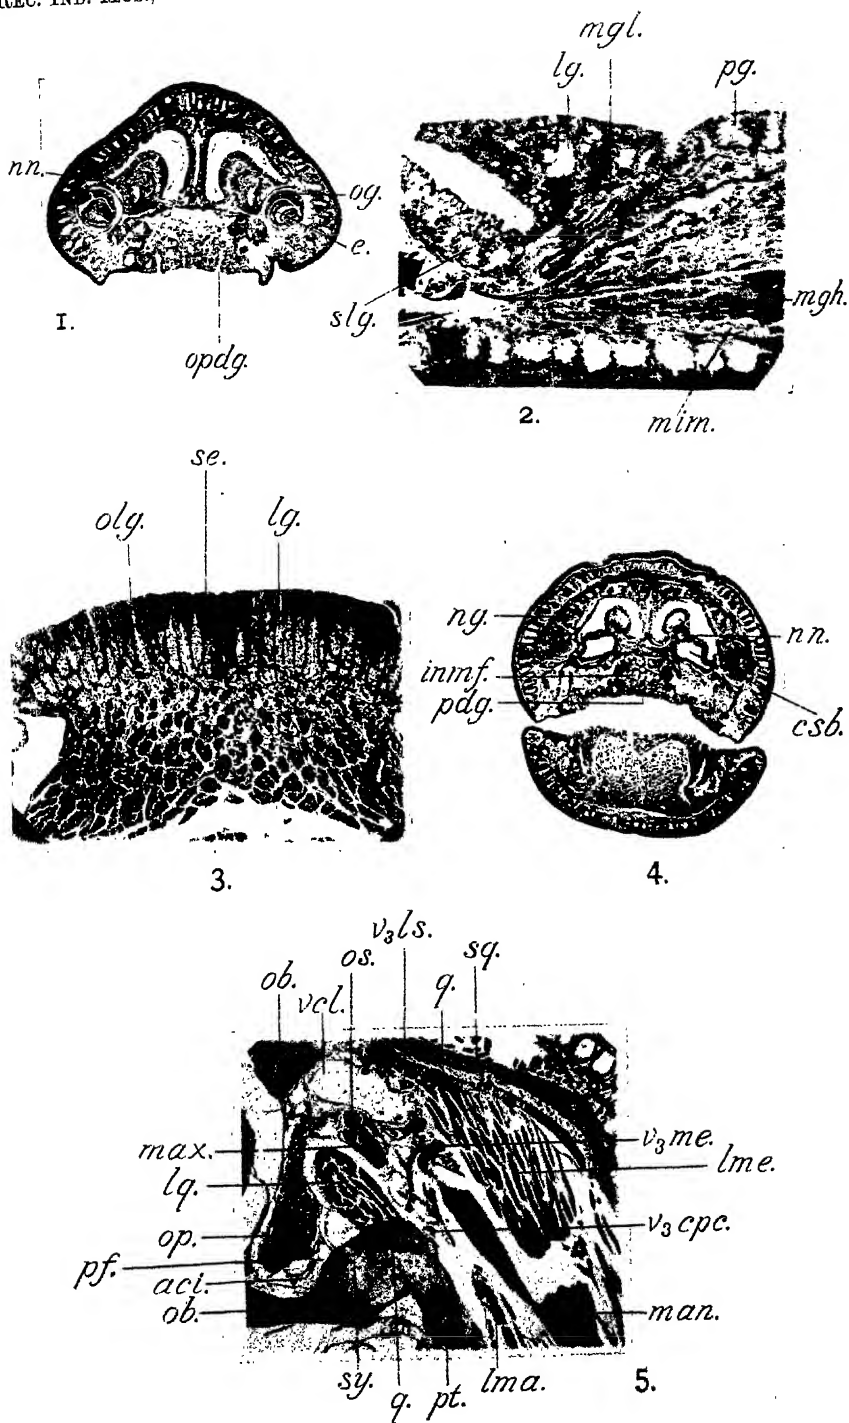 REC. IND. MUS.,
nn.
og.
e.
opdg.
1.
mgl.
lg.
pg.
slg.
mgh.
mim.
2.
se.
olg.
lg.
3.
ng.
nn.
inmf.
pdg.
csb.
4.
v₃ls.
os.
sq.
ob.
q.
vcl.
max.
v₃me.
lq.
lme.
op.
v₃cpc.
pf.
aci.
ob.
man.
sy.
q.
pt.
lma.
5.